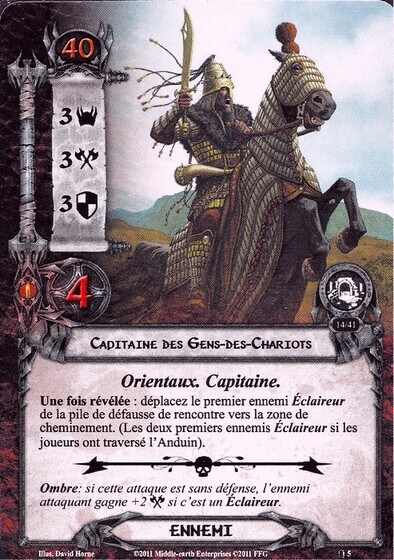 40
3
3
3
4
14/41
Capitaine des Gens-des-Chariots
Orientaux. Capitaine.
Une fois révélée : déplacez le premier ennemi Éclaireur
de la pile de défausse de rencontre vers la zone de
cheminement. (Les deux premiers ennemis Éclaireur si les
joueurs ont traversé l'Anduin).
Ombre: si cette attaque est sans défense, l'ennemi
attaquant gagne +2 si c'est un Éclaireur.
Ennemi
Illus. David Horne ©2011 Middle-earth Enterprises ©2011 FFG 5